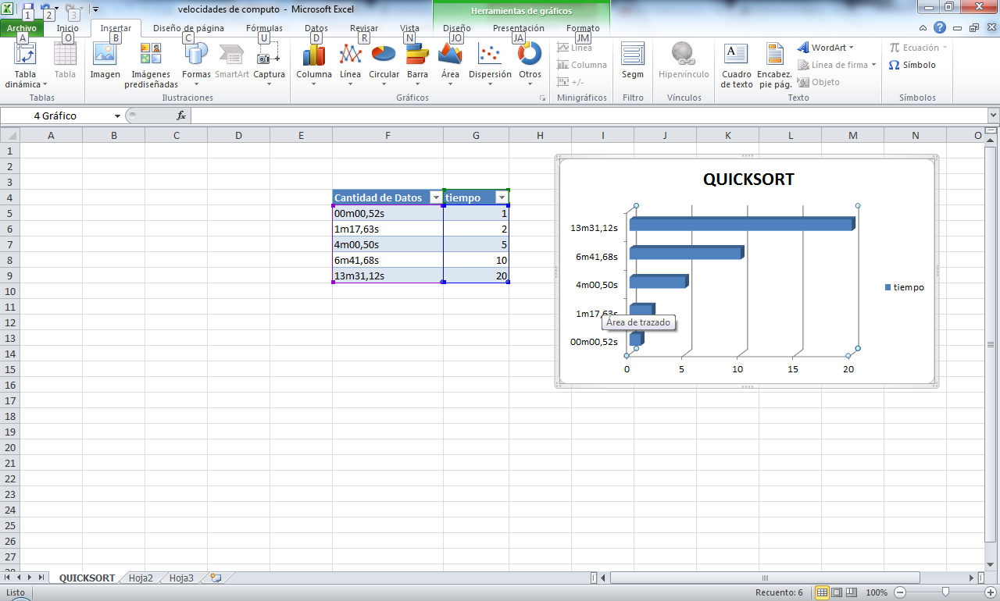 velocidades de computo - Microsoft Excel
Herramientas de gráficos
1 2 3
Archivo Inicio Insertar Diseño de página Fórmulas Datos Revisar Vista Diseño Presentación Formato
A O B C U D R N JO JA JM
Tabla dinámica
Tabla
Imagen
Imágenes prediseñadas
Formas
SmartArt
Captura
Columna
Línea
Circular
Barra
Área
Dispersión
Otros
Línea
Columna
+/-
Segm
Hipervínculo
Cuadro de texto
Encabez. pie pág.
WordArt
Línea de firma
Objeto
Ecuación
Símbolo
Tablas Ilustraciones Gráficos Minigráficos Filtro Vínculos Texto Símbolos
4 Gráfico fx
A B C D E F G H I J K L M N O
1
2
3
4 Cantidad de Datos tiempo
5 00m00,52s 1
6 1m17,63s 2
7 4m00,50s 5
8 6m41,68s 10
9 13m31,12s 20
10
11
12
13
14
15
16
17
18
19
20
21
22
23
24
25
26
27
28
QUICKSORT
13m31,12s
6m41,68s
4m00,50s
1m17,63s
Área de trazado
00m00,52s
0 5 10 15 20
tiempo
QUICKSORT Hoja2 Hoja3
Listo Recuento: 6 100%